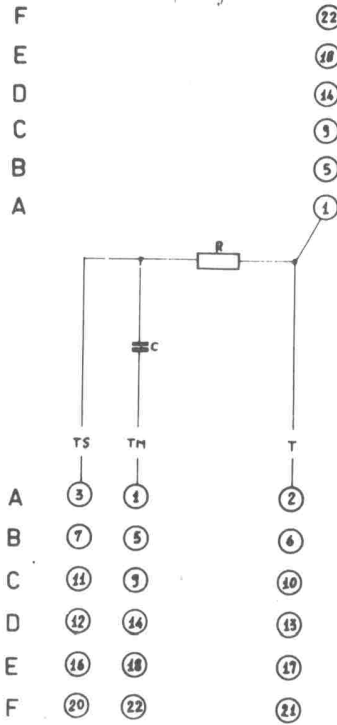 F 22
E 18
D 14
C 9
B 5
A 1
R
C
TS TM T
A 3 1 2
B 7 5 6
C 11 9 10
D 12 14 13
E 16 18 17
F 20 22 21